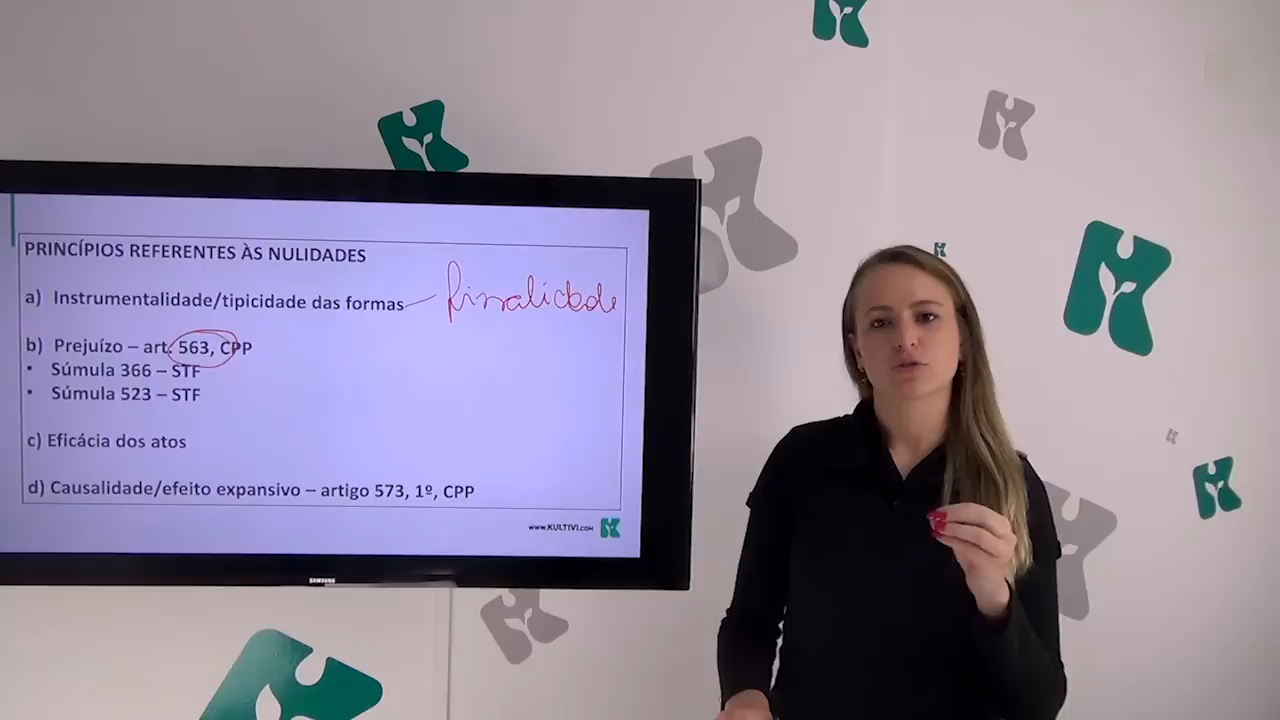 PRINCÍPIOS REFERENTES ÀS NULIDADES
a) Instrumentalidade/tipicidade das formas – finalidade
b) Prejuízo – art. 563, CPP
• Súmula 366 – STF
• Súmula 523 – STF
c) Eficácia dos atos
d) Causalidade/efeito expansivo – artigo 573, 1º, CPP
www.KULTIVI.com
SAMSUNG